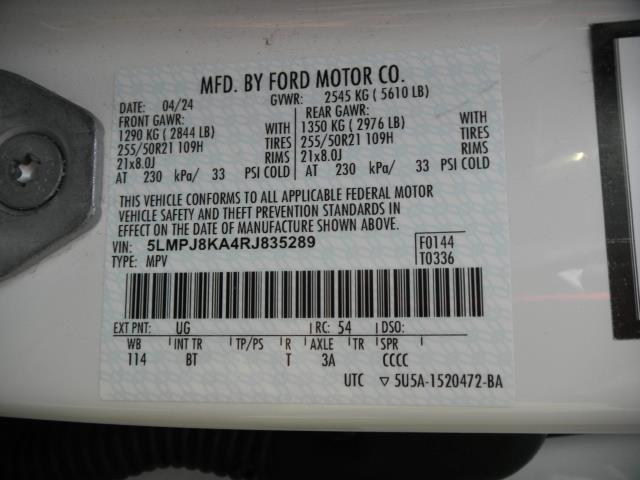 MFD. BY FORD MOTOR CO.
DATE: 04/24 GVWR: 2545 KG ( 5610 LB)
FRONT GAWR: REAR GAWR:
1290 KG ( 2844 LB) WITH 1350 KG ( 2976 LB) WITH
255/50R21 109H TIRES 255/50R21 109H TIRES
21x8.0J RIMS 21x8.0J RIMS
AT 230 kPa/ 33 PSI COLD AT 230 kPa/ 33 PSI COLD
THIS VEHICLE CONFORMS TO ALL APPLICABLE FEDERAL MOTOR
VEHICLE SAFETY AND THEFT PREVENTION STANDARDS IN
EFFECT ON THE DATE OF MANUFACTURE SHOWN ABOVE.
VIN: 5LMPJ8KA4RJ835289 F0144
TYPE: MPV T0336
EXT PNT: UG RC: 54 DSO:
WB INT TR TP/PS R AXLE TR SPR
114 BT T 3A CCCC
UTC ▽ 5U5A-1520472-BA